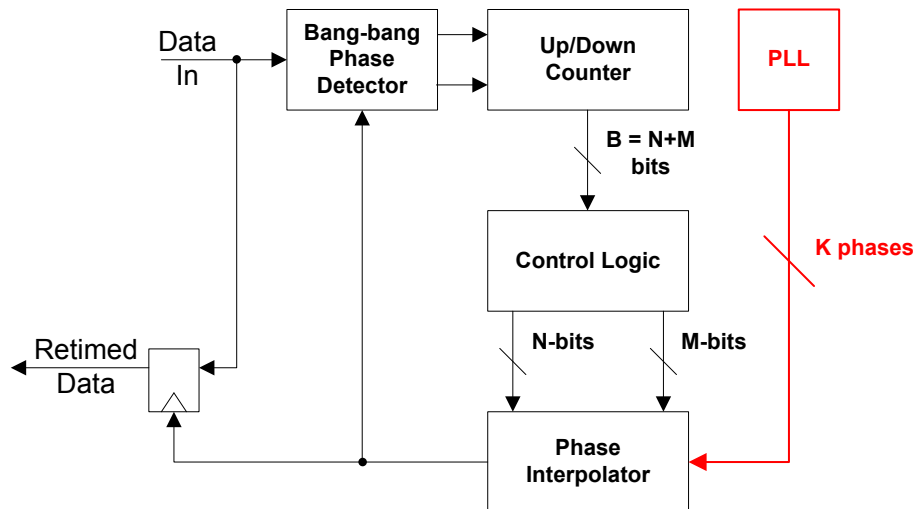 Data
In
Bang-bang
Phase
Detector
Up/Down
Counter
PLL
B = N+M
bits
K phases
Control Logic
N-bits
M-bits
Retimed
Data
Phase
Interpolator